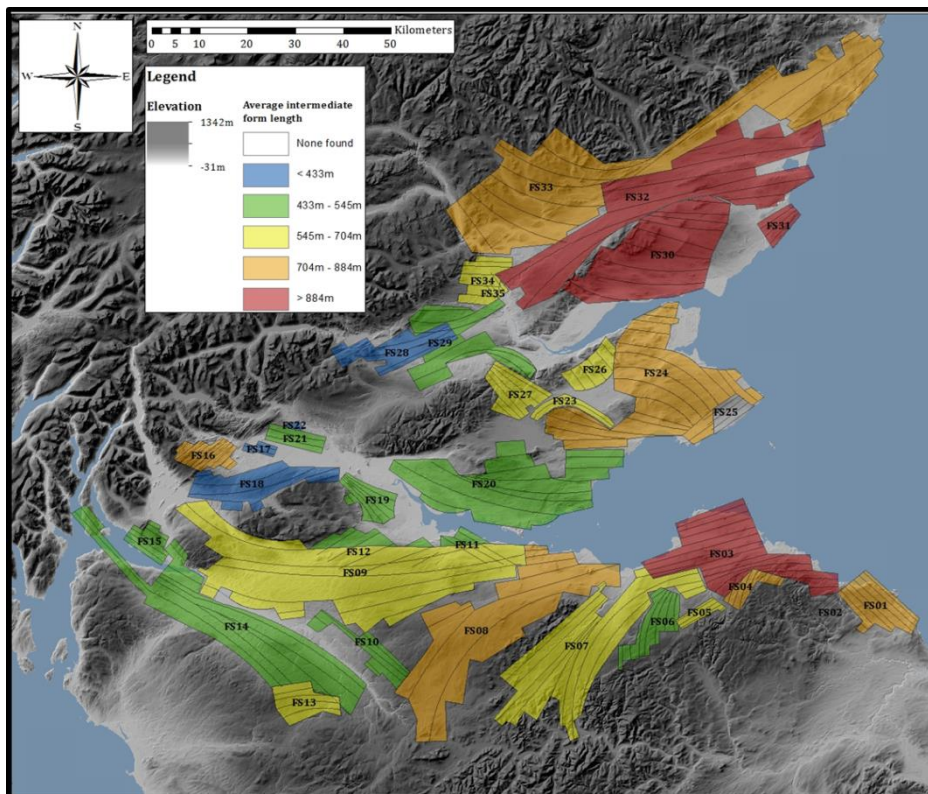 N
W E
S
Kilometers
0 5 10 20 30 40 50
Legend
Elevation
1342m
-31m
Average intermediate
form length
None found
< 433m
433m - 545m
545m - 704m
704m - 884m
> 884m
FS33
FS32
FS31
FS30
FS34
FS35
FS28
FS29
FS26
FS24
FS27
FS23
FS25
FS22
FS21
FS17
FS16
FS18
FS20
FS19
FS15
FS12
FS11
FS09
FS03
FS04
FS02
FS01
FS05
FS06
FS14
FS10
FS08
FS07
FS13